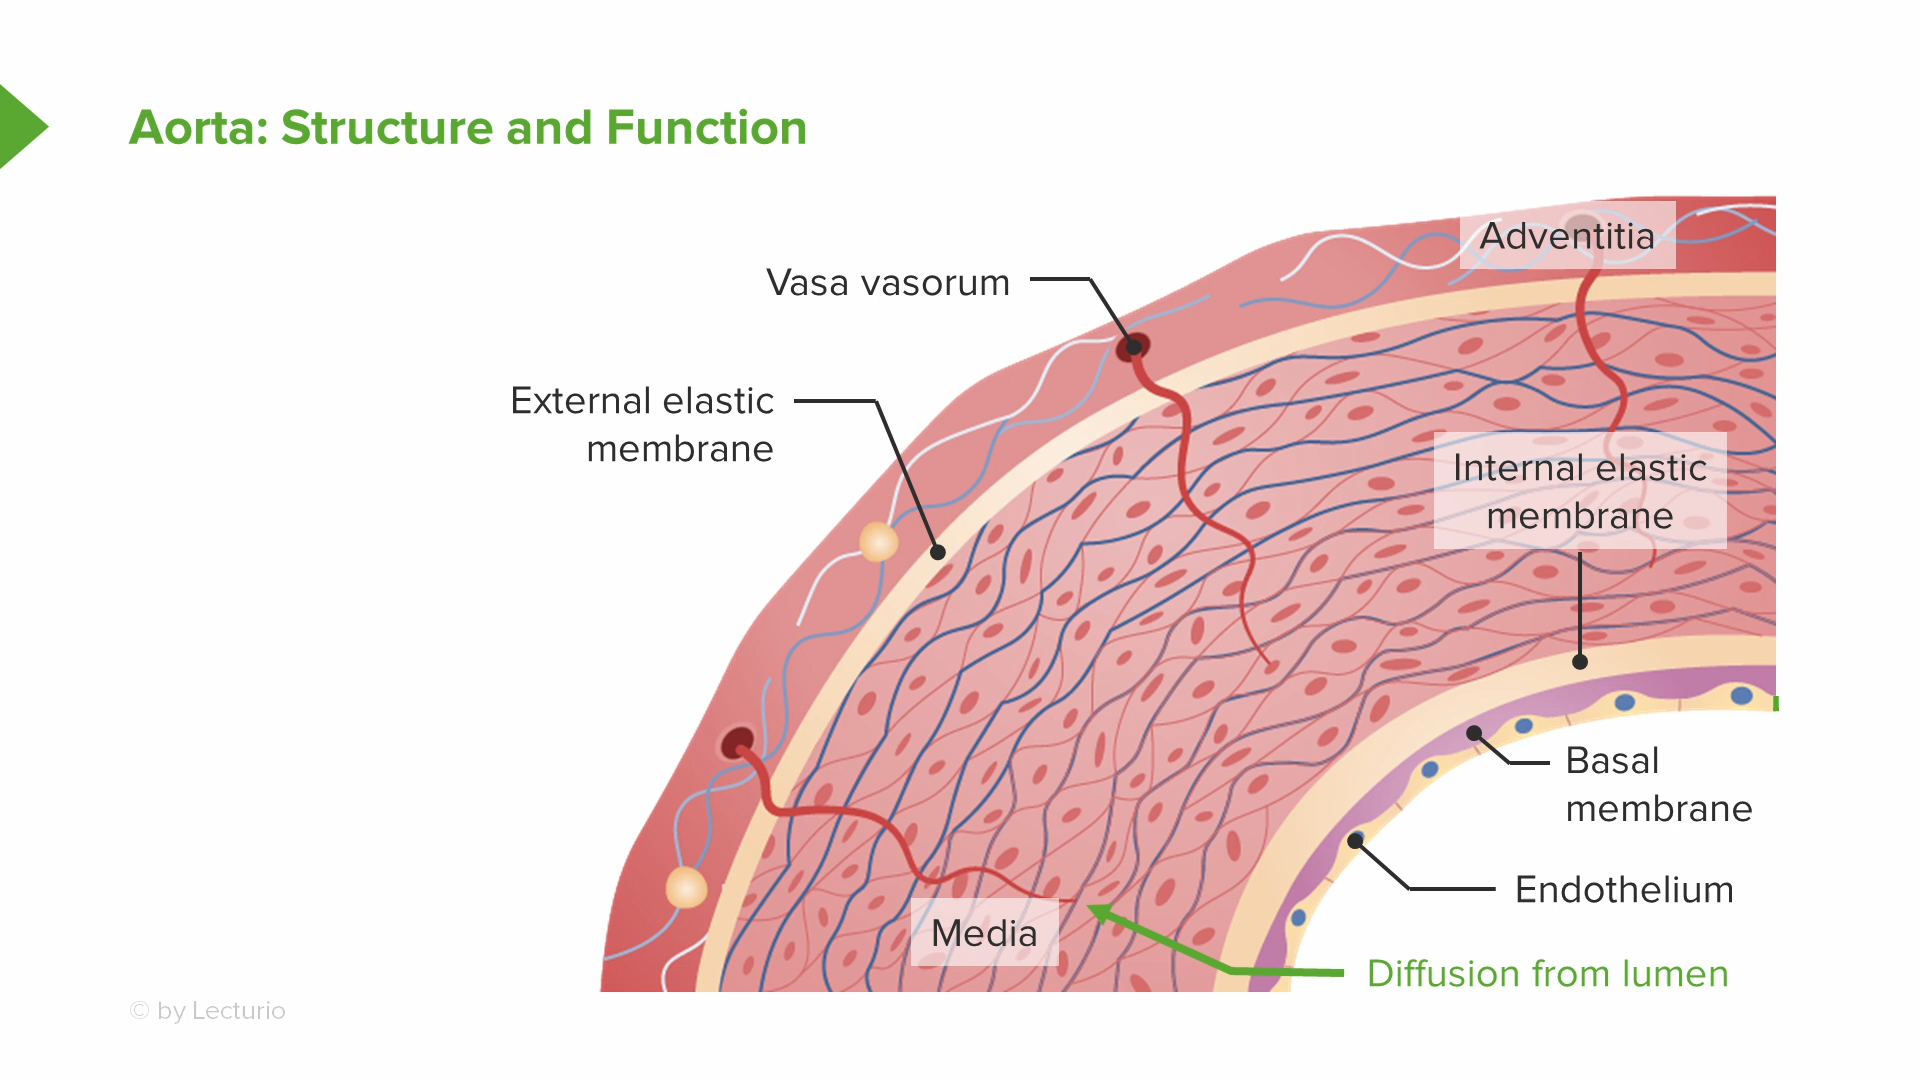 Aorta: Structure and Function
Adventitia
Vasa vasorum
External elastic
membrane
Internal elastic
membrane
Basal
membrane
Endothelium
Media
Diffusion from lumen
© by Lecturio